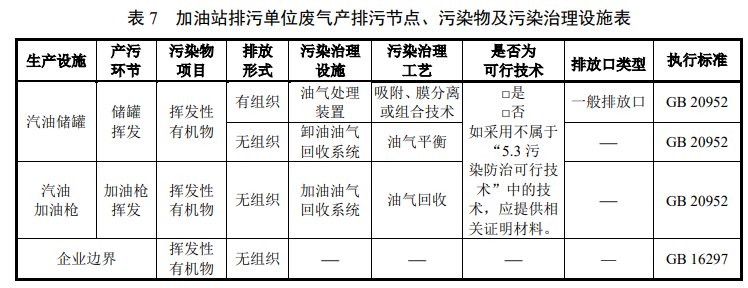 表 7 加油站排污单位废气产排污节点、污染物及污染治理设施表
生产设施 产污环节 污染物项目 排放形式 污染治理设施 污染治理工艺 是否为可行技术 排放口类型 执行标准
汽油储罐 储罐挥发 挥发性有机物 有组织 油气处理装置 吸附、膜分离或组合技术 □是 □否 如采用不属于“5.3 污染防治可行技术”中的技术，应提供相关证明材料。 一般排放口 GB 20952
无组织 卸油油气回收系统 油气平衡 — GB 20952
汽油加油枪 加油枪挥发 挥发性有机物 无组织 加油油气回收系统 油气回收 — GB 20952
企业边界 挥发性有机物 无组织 — — — — GB 16297